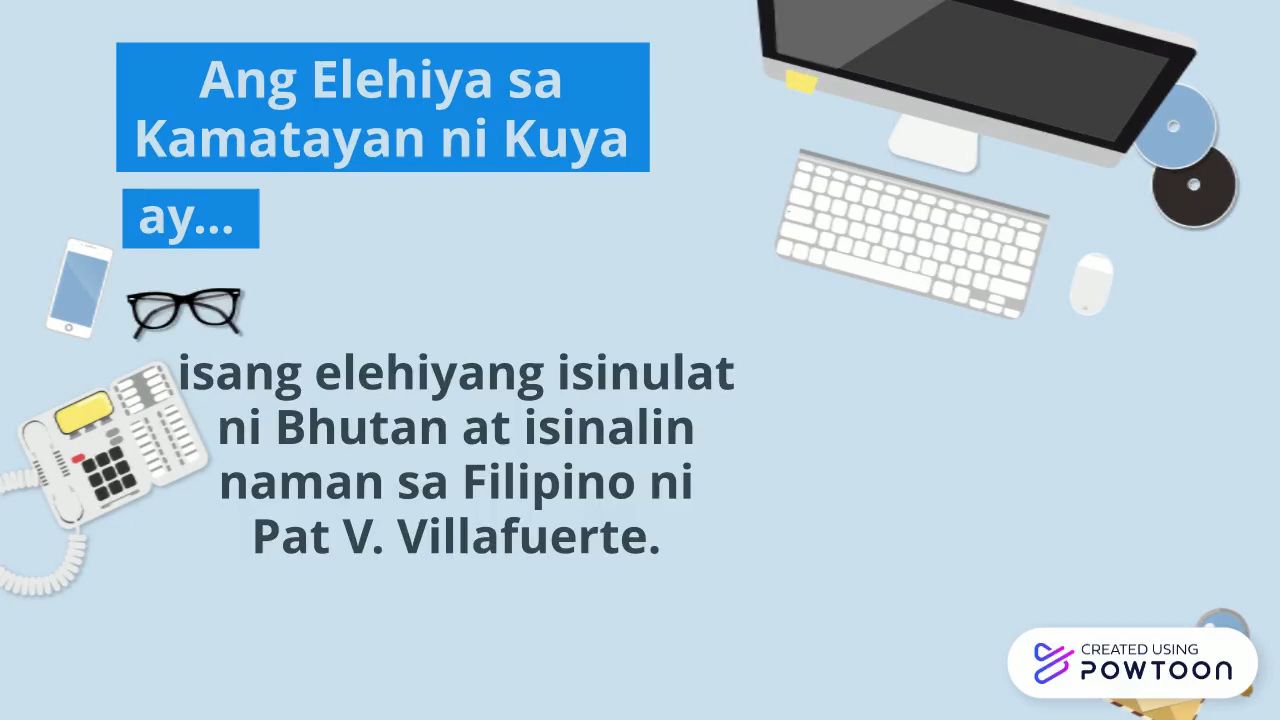 Ang Elehiya sa
Kamatayan ni Kuya
ay...
isang elehiyang isinulat
ni Bhutan at isinalin
naman sa Filipino ni
Pat V. Villafuerte.
CREATED USING
POWTOON